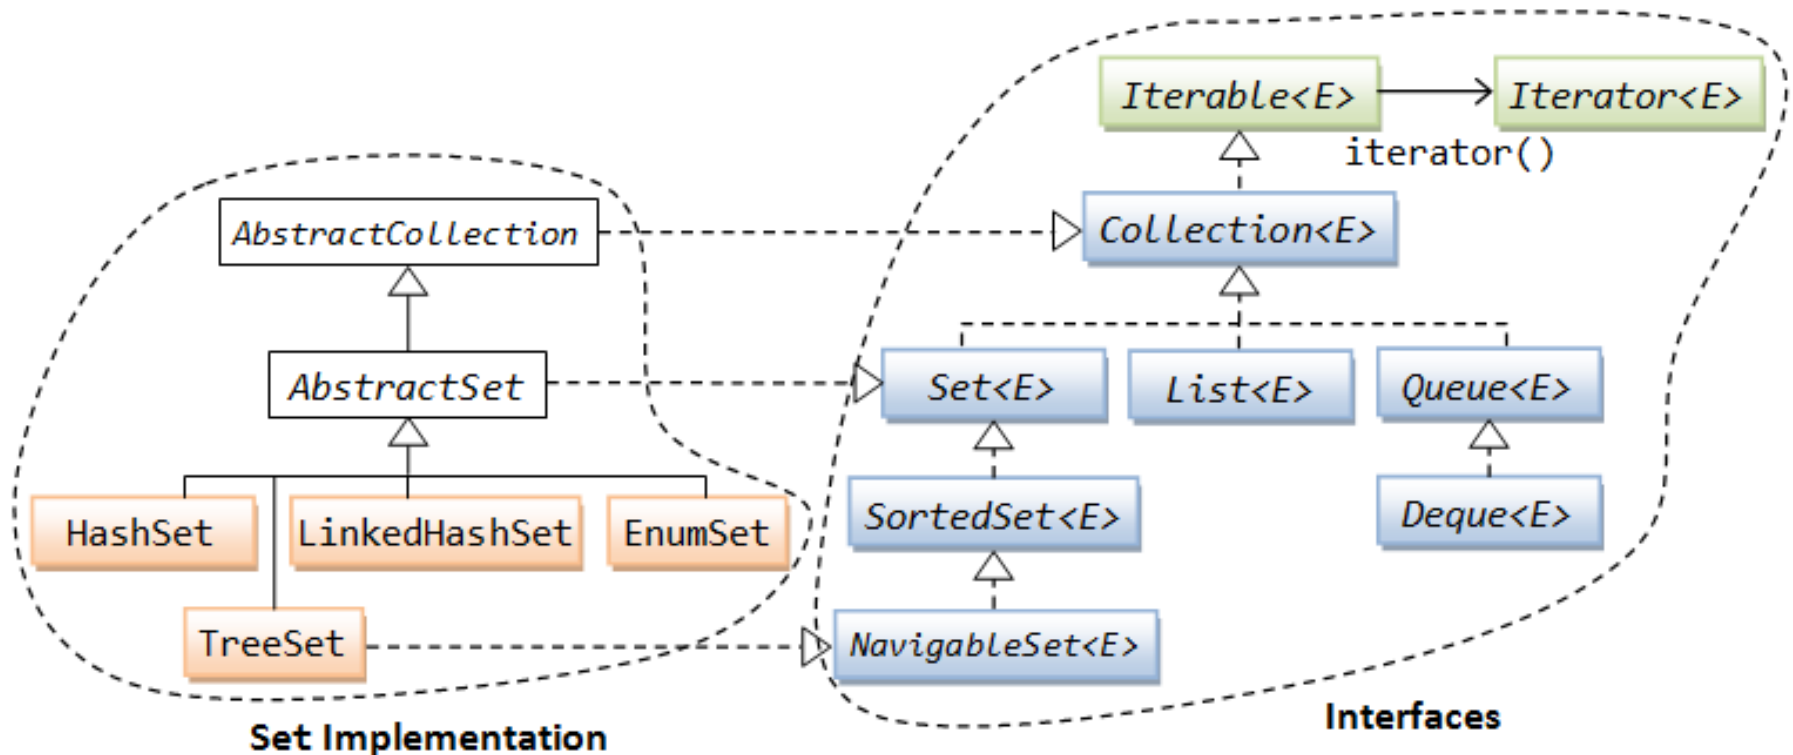 Iterable<E>
Iterator<E>
iterator()
AbstractCollection
Collection<E>
AbstractSet
Set<E>
List<E>
Queue<E>
HashSet
LinkedHashSet
EnumSet
SortedSet<E>
Deque<E>
TreeSet
NavigableSet<E>
Set Implementation
Interfaces